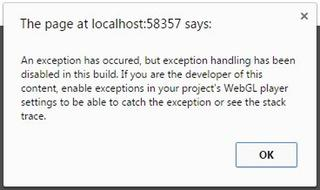 The page at localhost:58357 says:
An exception has occured, but exception handling has been
disabled in this build. If you are the developer of this
content, enable exceptions in your project's WebGL player
settings to be able to catch the exception or see the stack
trace.
OK